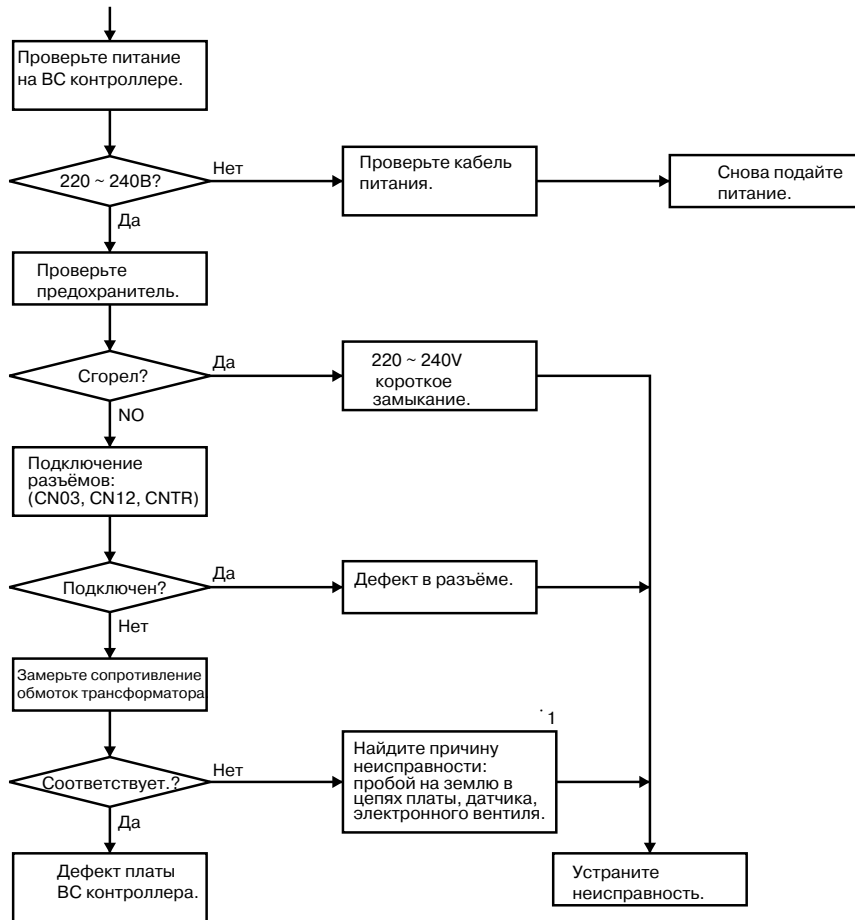 Проверьте питание
на ВС контроллере.
220 ~ 240В?
Нет
Проверьте кабель
питания.
Снова подайте
питание.
Да
Проверьте
предохранитель.
Сгорел?
Да
220 ~ 240V
короткое
замыкание.
NO
Подключение
разъёмов:
(CN03, CN12, CNTR)
Подключен?
Да
Дефект в разъёме.
Нет
Замерьте сопротивление
обмоток трансформатора
Соответствует.?
Нет
1
Найдите причину
неисправности:
пробой на землю в
цепях платы, датчика,
электронного вентиля.
Да
Дефект платы
ВС контроллера.
Устраните
неисправность.